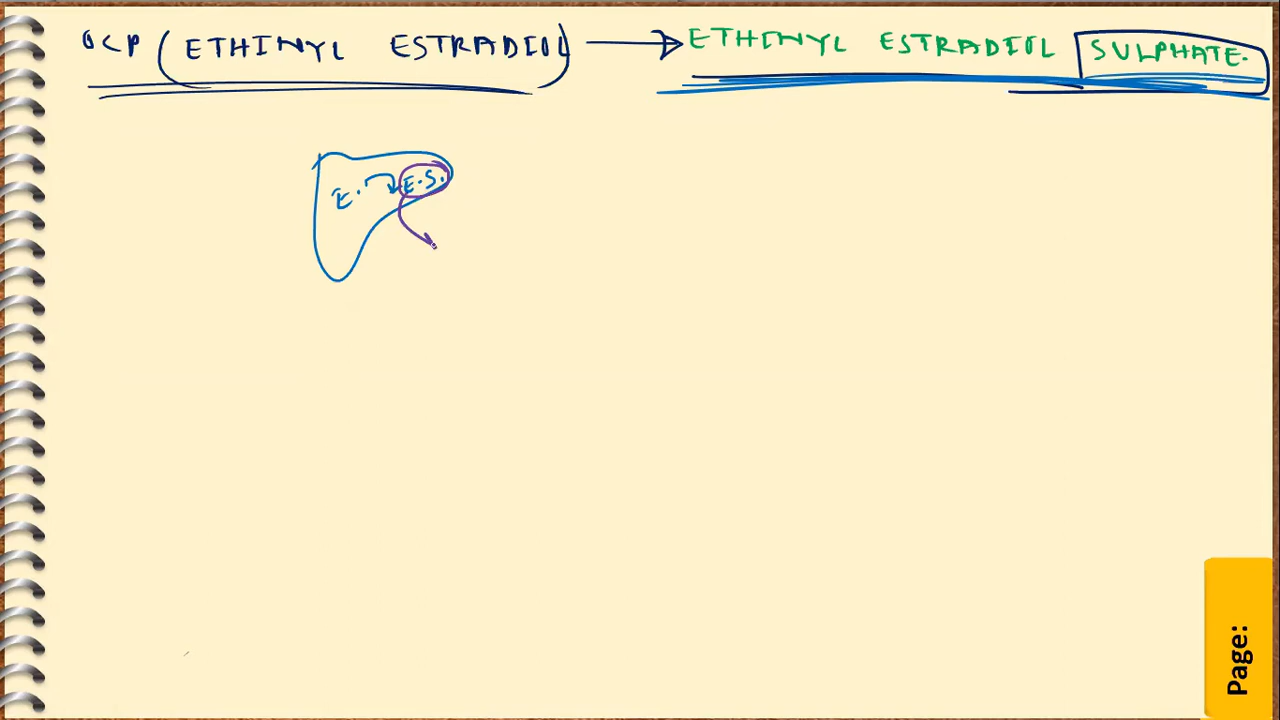 OCP (ETHINYL ESTRADIOL) → ETHINYL ESTRADIOL SULPHATE.
E. E.S.
Page: